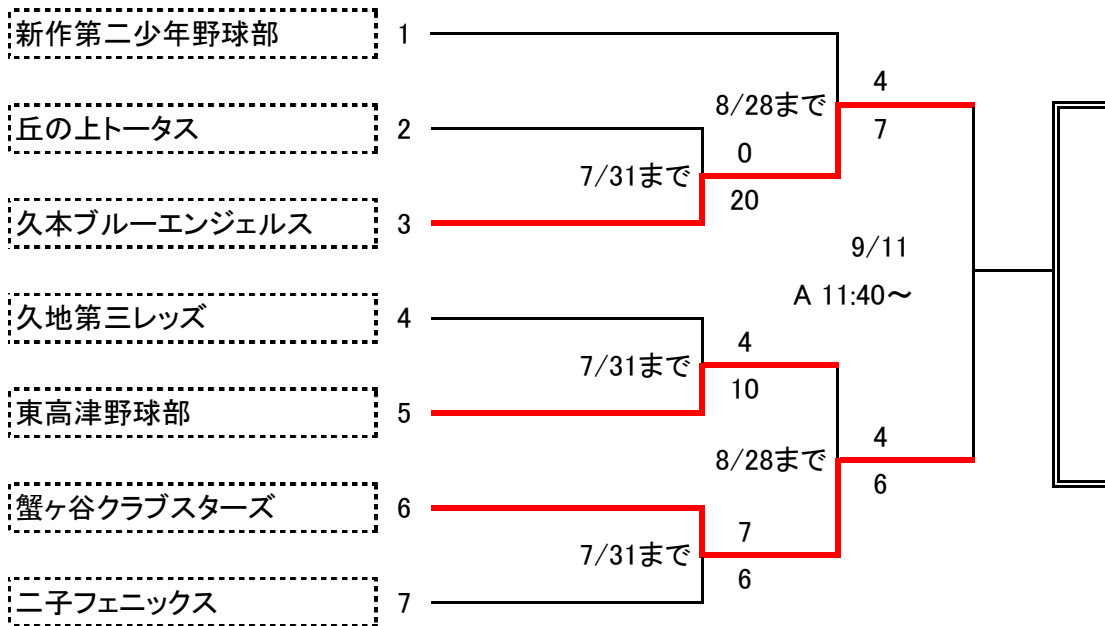 新作第二少年野球部 1
4
8/28まで
丘の上トータス 2
7
0
7/31まで
20
久本ブルーエンジェルス 3
9/11
A 11:40～
久地第三レッズ 4
4
7/31まで
10
東高津野球部 5
4
8/28まで
6
蟹ヶ谷クラブスターズ 6
7
7/31まで
6
二子フェニックス 7